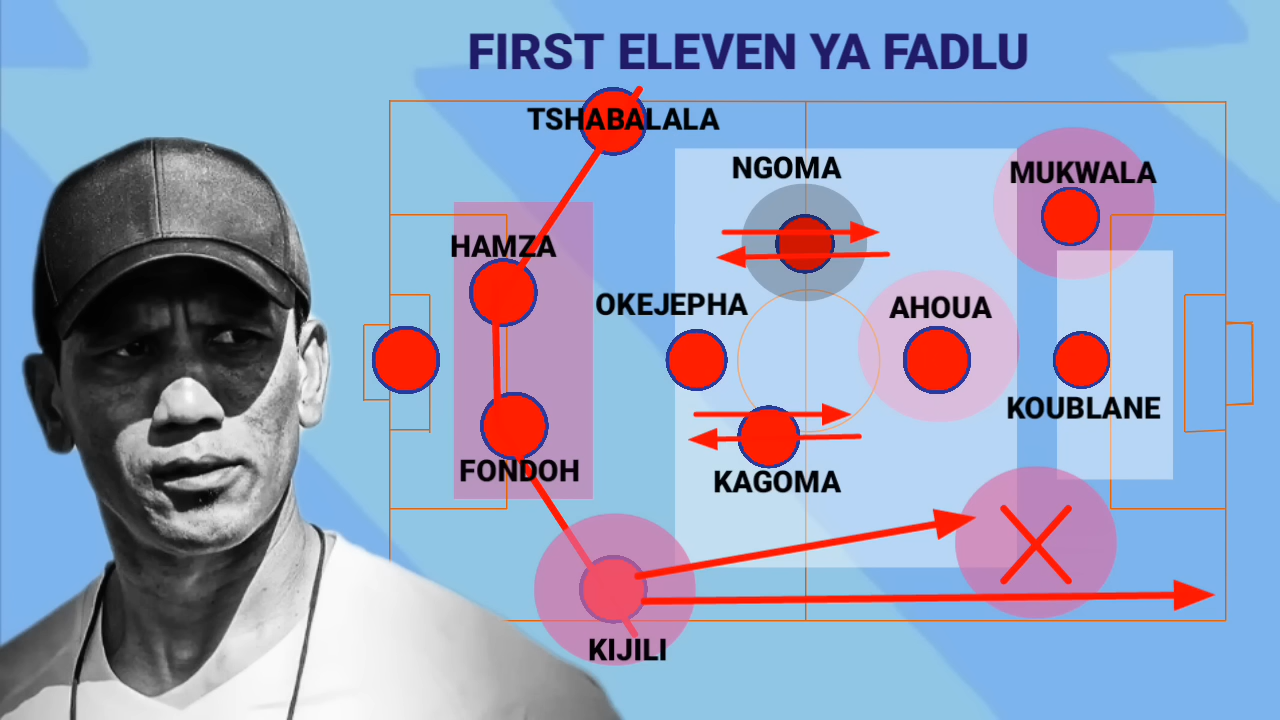 FIRST ELEVEN YA FADLU
TSHABALALA
NGOMA
MUKWALA
HAMZA
OKEJEPHA
AHOUA
KOUBLANE
FONDOH
KAGOMA
KIJILI